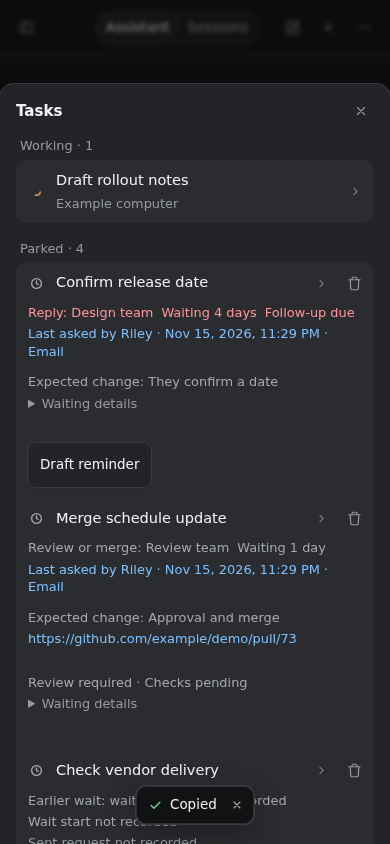 Assistant Sessions
Tasks
Working · 1
Draft rollout notes
Example computer
Parked · 4
Confirm release date
Reply: Design team Waiting 4 days Follow-up due
Last asked by Riley · Nov 15, 2026, 11:29 PM ·
Email
Expected change: They confirm a date
Waiting details
Draft reminder
Merge schedule update
Review or merge: Review team Waiting 1 day
Last asked by Riley · Nov 15, 2026, 11:29 PM ·
Email
Expected change: Approval and merge
https://github.com/example/demo/pull/73
Review required · Checks pending
Waiting details
Check vendor delivery
Earlier wait:
Copied
Wait start not
Sent request not recorded